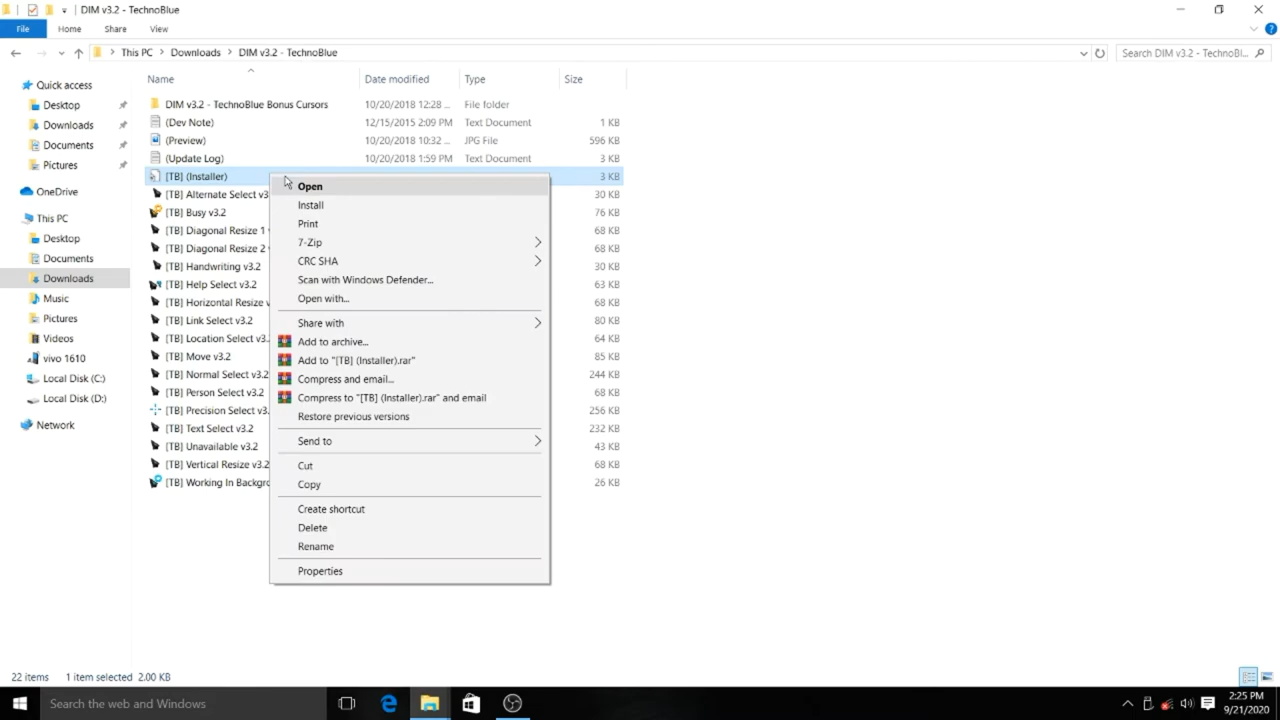 DIM v3.2 - TechnoBlue
File Home Share View
This PC Downloads DIM v3.2 - TechnoBlue Search DIM v3.2 - TechnoBl...
Name Date modified Type Size
Quick access
Desktop
Downloads
Documents
Pictures
OneDrive
This PC
Desktop
Documents
Downloads
Music
Pictures
Videos
vivo 1610
Local Disk (C:)
Local Disk (D:)
Network
DIM v3.2 - TechnoBlue Bonus Cursors 10/20/2018 12:28 ... File folder
(Dev Note) 12/15/2015 2:09 PM Text Document 1 KB
(Preview) 10/20/2018 10:32 ... JPG File 596 KB
(Update Log) 10/20/2018 1:59 PM Text Document 3 KB
[TB] (Installer) 3 KB
[TB] Alternate Select v3 30 KB
[TB] Busy v3.2 76 KB
[TB] Diagonal Resize 1 68 KB
[TB] Diagonal Resize 2 68 KB
[TB] Handwriting v3.2 30 KB
[TB] Help Select v3.2 63 KB
[TB] Horizontal Resize v 68 KB
[TB] Link Select v3.2 80 KB
[TB] Location Select v3. 64 KB
[TB] Move v3.2 85 KB
[TB] Normal Select v3.2 244 KB
[TB] Person Select v3.2 68 KB
[TB] Precision Select v3. 256 KB
[TB] Text Select v3.2 232 KB
[TB] Unavailable v3.2 43 KB
[TB] Vertical Resize v3.2 68 KB
[TB] Working In Backgro 26 KB
Open
Install
Print
7-Zip
CRC SHA
Scan with Windows Defender...
Open with...
Share with
Add to archive...
Add to "[TB] (Installer).rar"
Compress and email...
Compress to "[TB] (Installer).rar" and email
Restore previous versions
Send to
Cut
Copy
Create shortcut
Delete
Rename
Properties
22 items 1 item selected 2.00 KB
Search the web and Windows
2:25 PM
9/21/2020